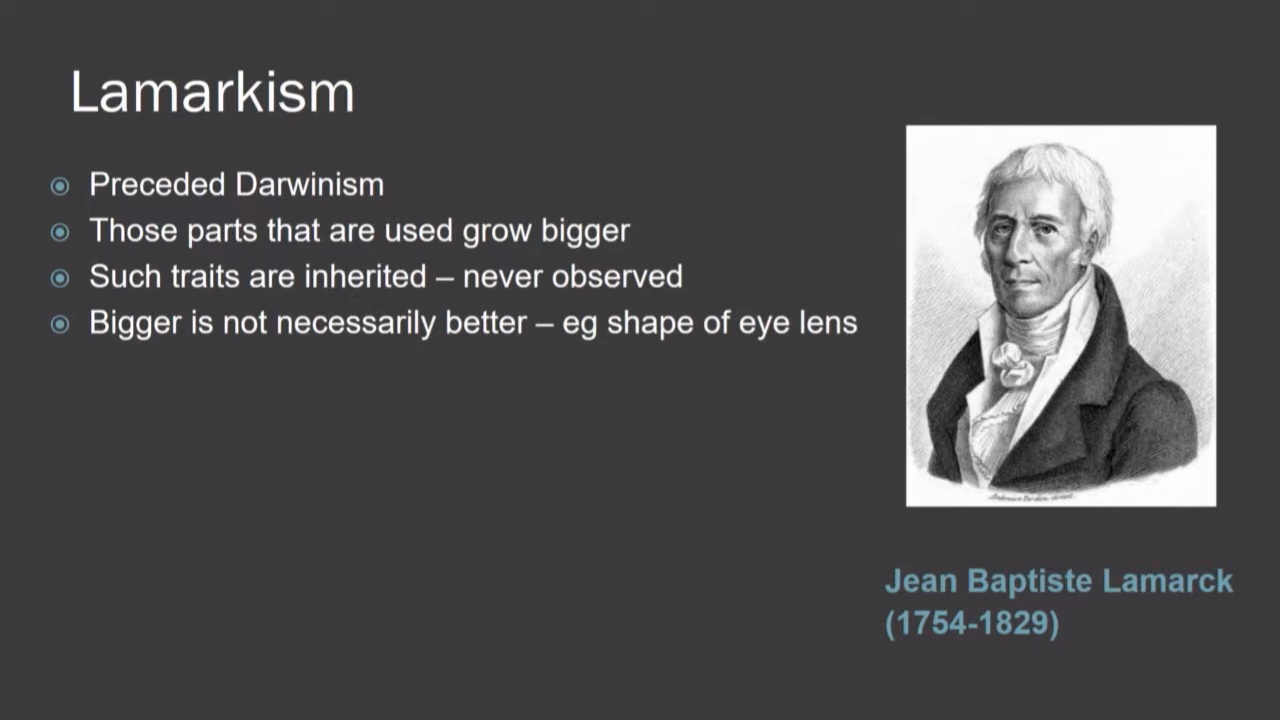 Lamarkism
Preceded Darwinism
Those parts that are used grow bigger
Such traits are inherited – never observed
Bigger is not necessarily better – eg shape of eye lens
Jean Baptiste Lamarck
(1754-1829)